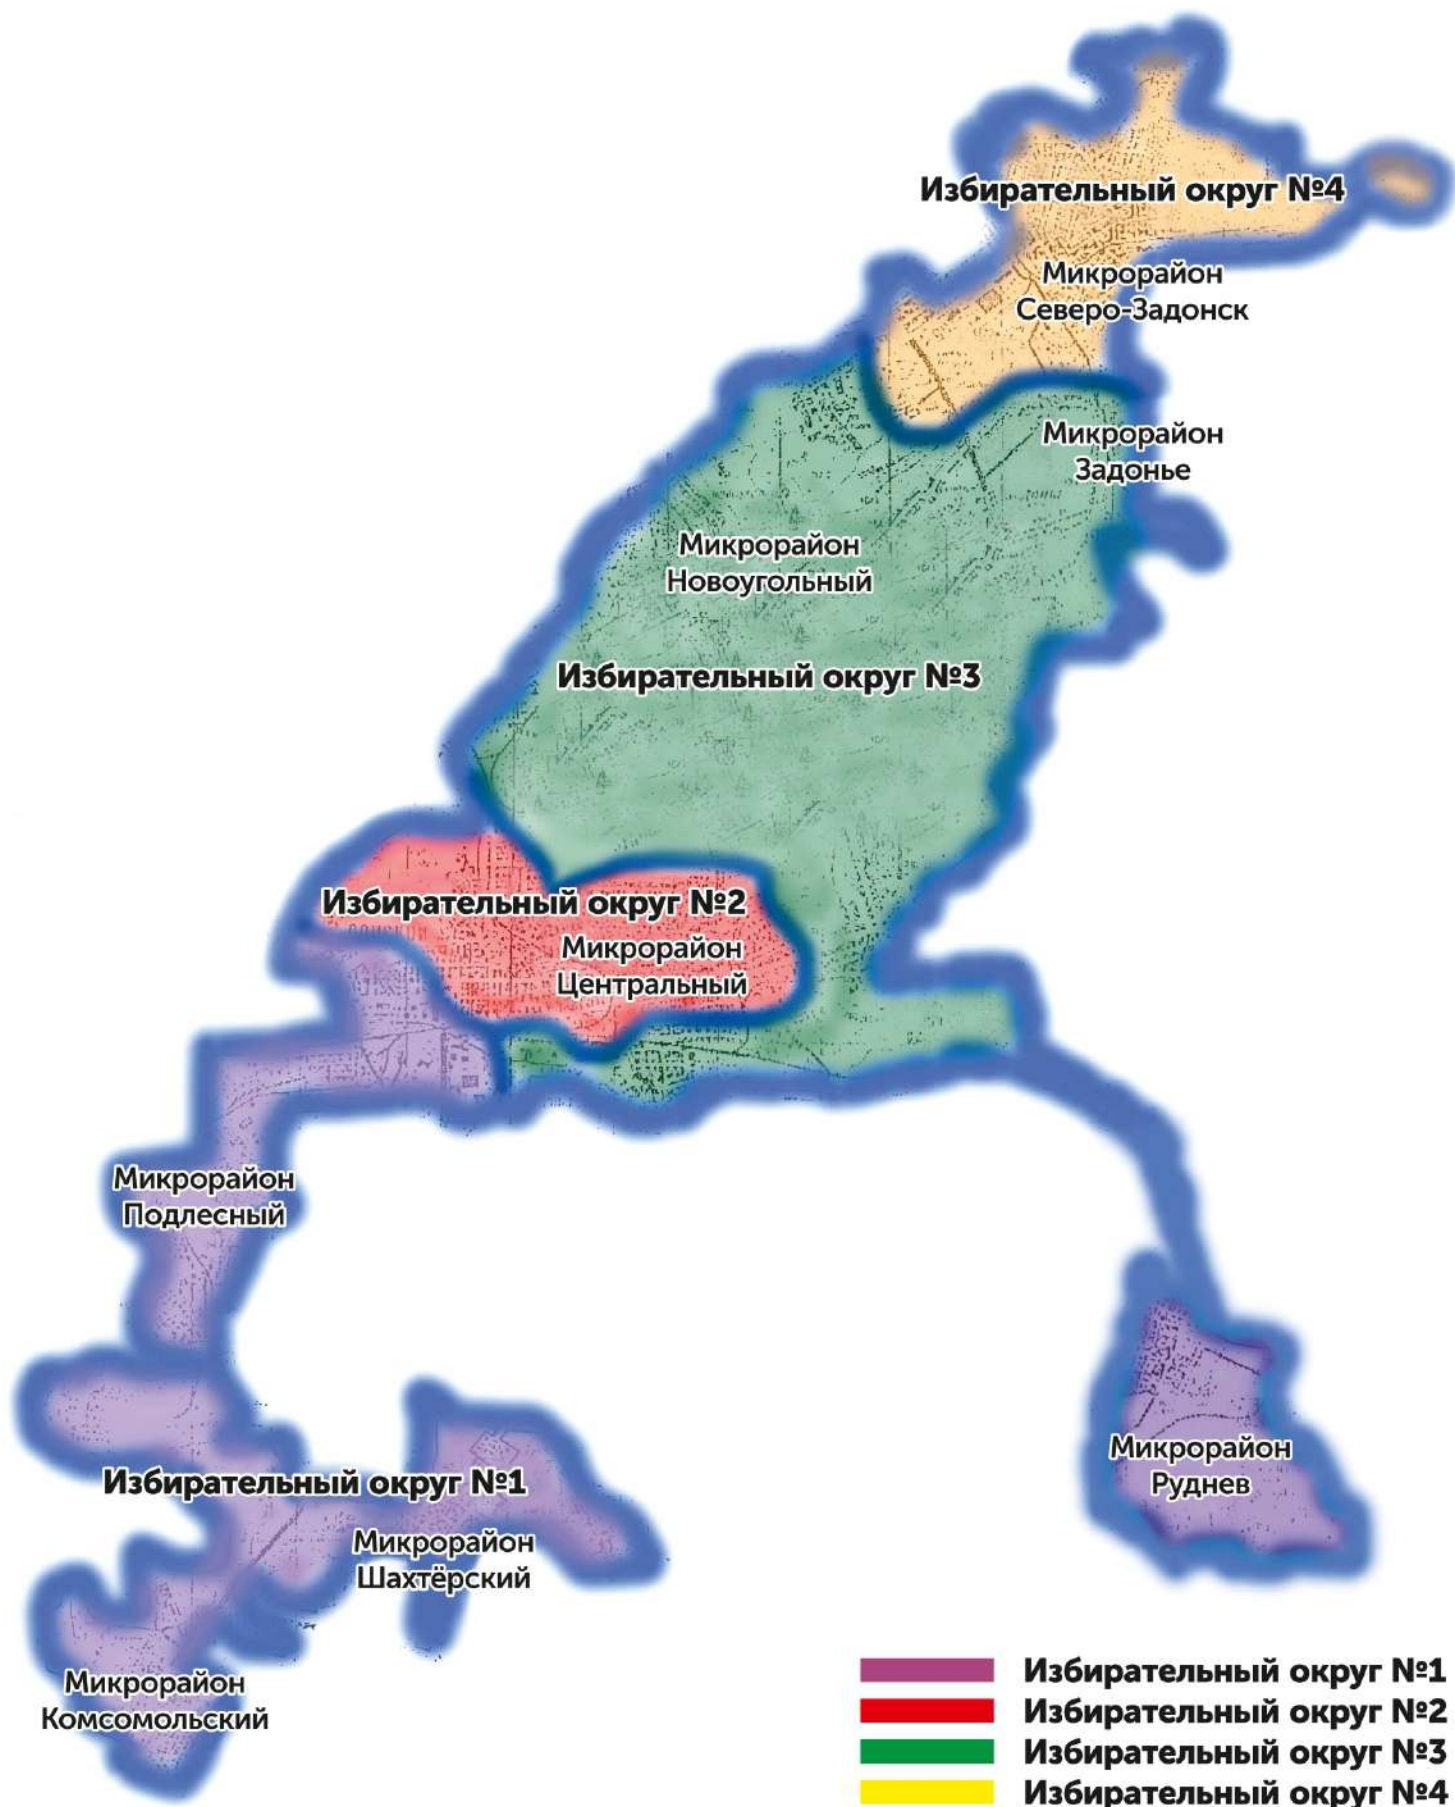 Избирательный округ №4
Микрорайон
Северо-Задонск
Микрорайон
Задонье
Микрорайон
Новоугольный
Избирательный округ №3
Избирательный округ №2
Микрорайон
Центральный
Микрорайон
Подлесный
Микрорайон
Руднев
Избирательный округ №1
Микрорайон
Шахтёрский
Микрорайон
Комсомольский
Избирательный округ №1
Избирательный округ №2
Избирательный округ №3
Избирательный округ №4